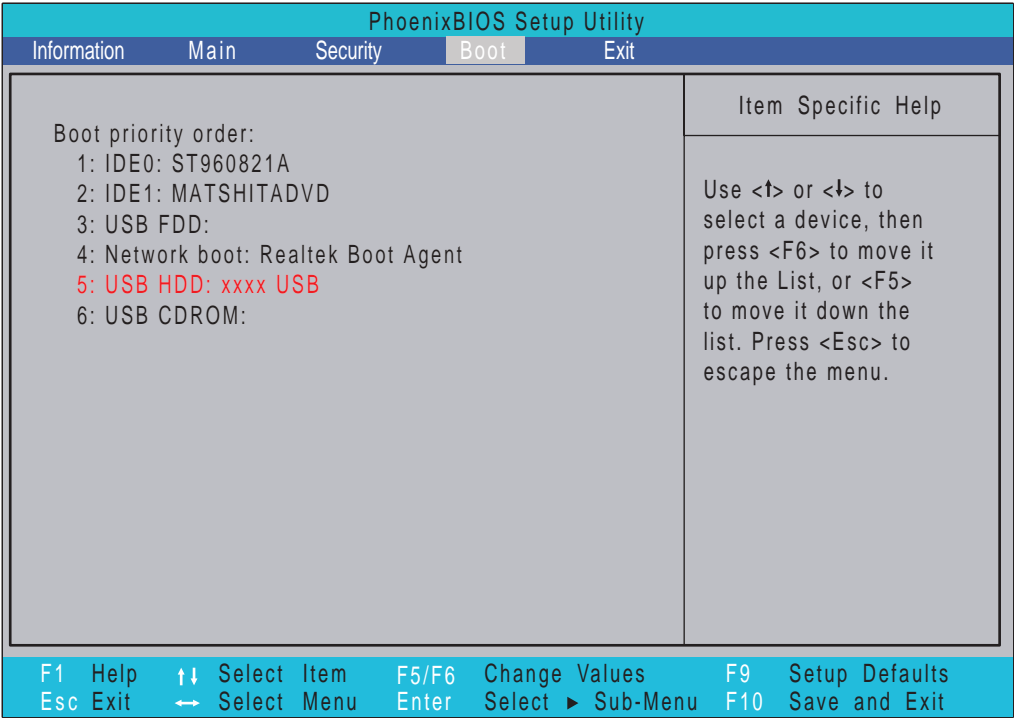 PhoenixBIOS Setup Utility
Information Main Security Boot Exit
Boot priority order:
1: IDE0: ST960821A
2: IDE1: MATSHITADVD
3: USB FDD:
4: Network boot: Realtek Boot Agent
5: USB HDD: xxxx USB
6: USB CDROM:
Item Specific Help
Use <↑> or <↓> to
select a device, then
press <F6> to move it
up the List, or <F5>
to move it down the
list. Press <Esc> to
escape the menu.
F1 Help ↑↓ Select Item F5/F6 Change Values F9 Setup Defaults
Esc Exit ↔ Select Menu Enter Select ► Sub-Menu F10 Save and Exit